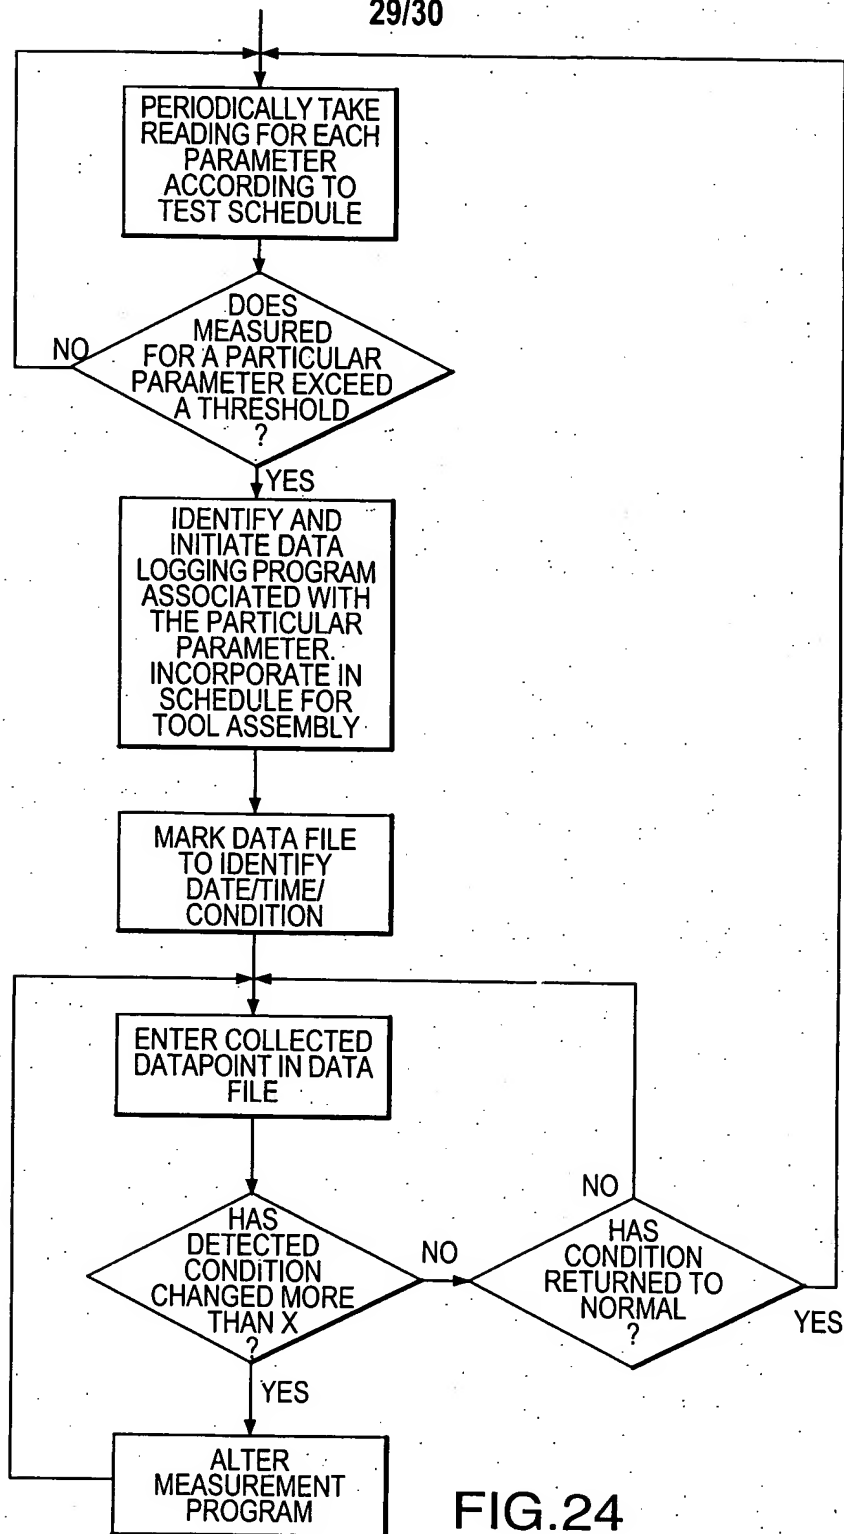 29/30
PERIODICALLY TAKE
READING FOR EACH
PARAMETER
ACCORDING TO
TEST SCHEDULE
DOES
MEASURED
FOR A PARTICULAR
PARAMETER EXCEED
A THRESHOLD
?
NO
YES
IDENTIFY AND
INITIATE DATA
LOGGING PROGRAM
ASSOCIATED WITH
THE PARTICULAR
PARAMETER.
INCORPORATE IN
SCHEDULE FOR
TOOL ASSEMBLY
MARK DATA FILE
TO IDENTIFY
DATE/TIME/
CONDITION
ENTER COLLECTED
DATAPOINT IN DATA
FILE
HAS
DETECTED
CONDITION
CHANGED MORE
THAN X
?
NO
HAS
CONDITION
RETURNED TO
NORMAL
?
NO
YES
YES
ALTER
MEASUREMENT
PROGRAM
FIG.24